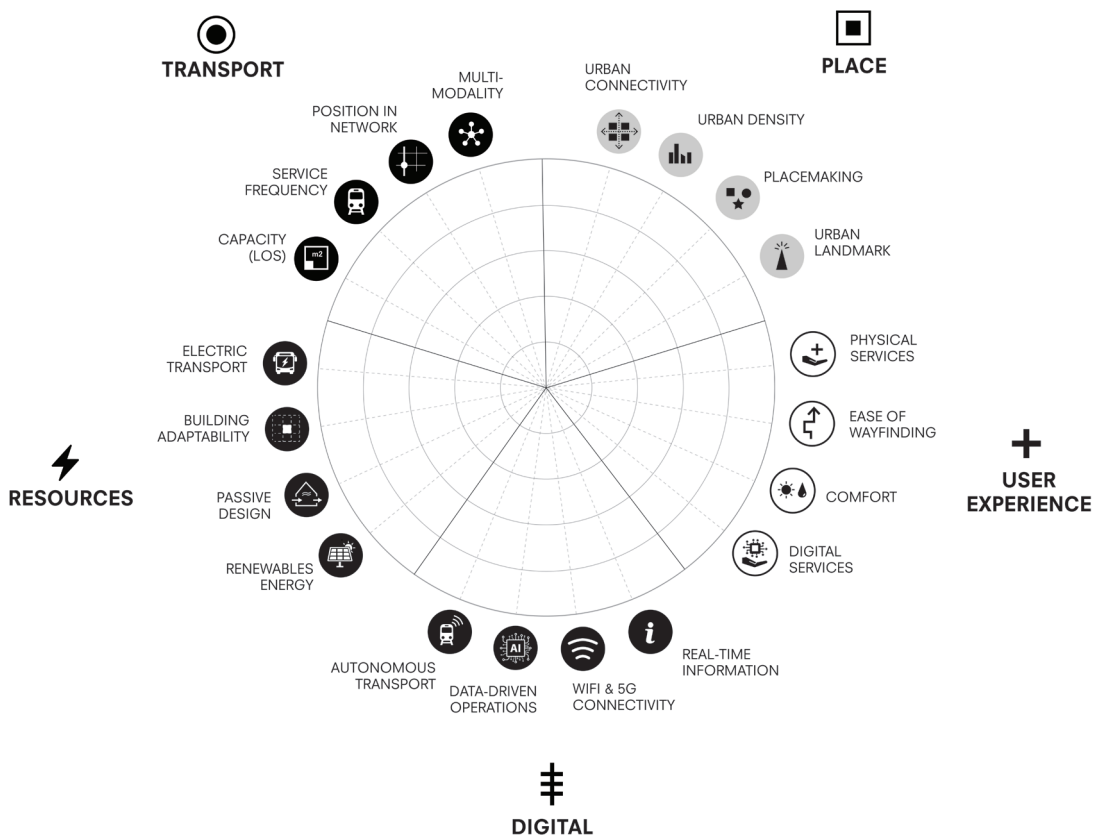 TRANSPORT
PLACE
MULTI-
MODALITY
URBAN
CONNECTIVITY
POSITION IN
NETWORK
URBAN DENSITY
SERVICE
FREQUENCY
PLACEMAKING
CAPACITY
(LOS)
m2
URBAN
LANDMARK
ELECTRIC
TRANSPORT
PHYSICAL
SERVICES
BUILDING
ADAPTABILITY
EASE OF
WAYFINDING
RESOURCES
USER
EXPERIENCE
PASSIVE
DESIGN
COMFORT
RENEWABLES
ENERGY
DIGITAL
SERVICES
AUTONOMOUS
TRANSPORT
AI
DATA-DRIVEN
OPERATIONS
WIFI & 5G
CONNECTIVITY
i
REAL-TIME
INFORMATION
DIGITAL